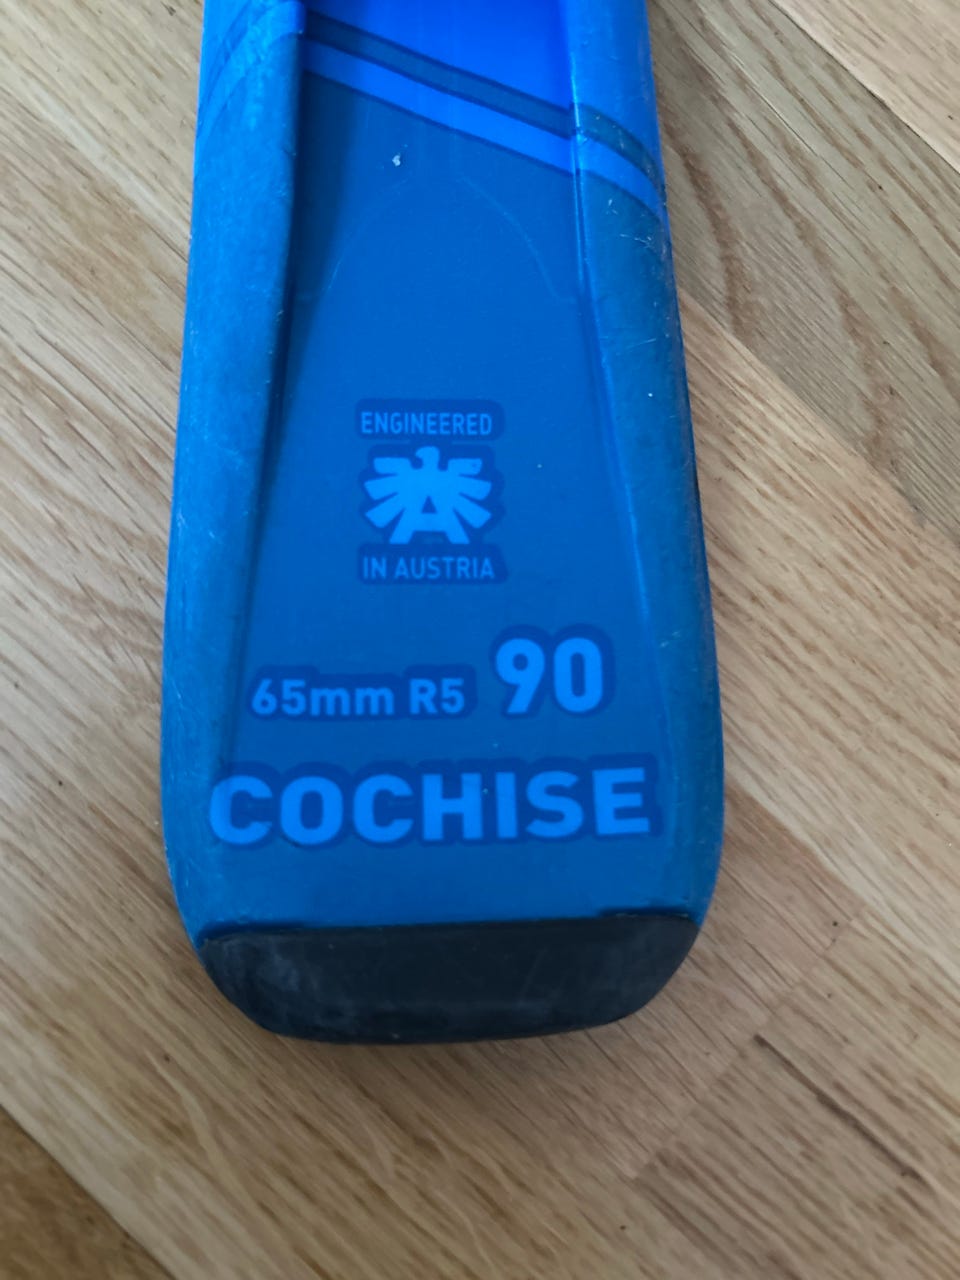 ENGINEERED
A
IN AUSTRIA
65mm R5 90
COCHISE